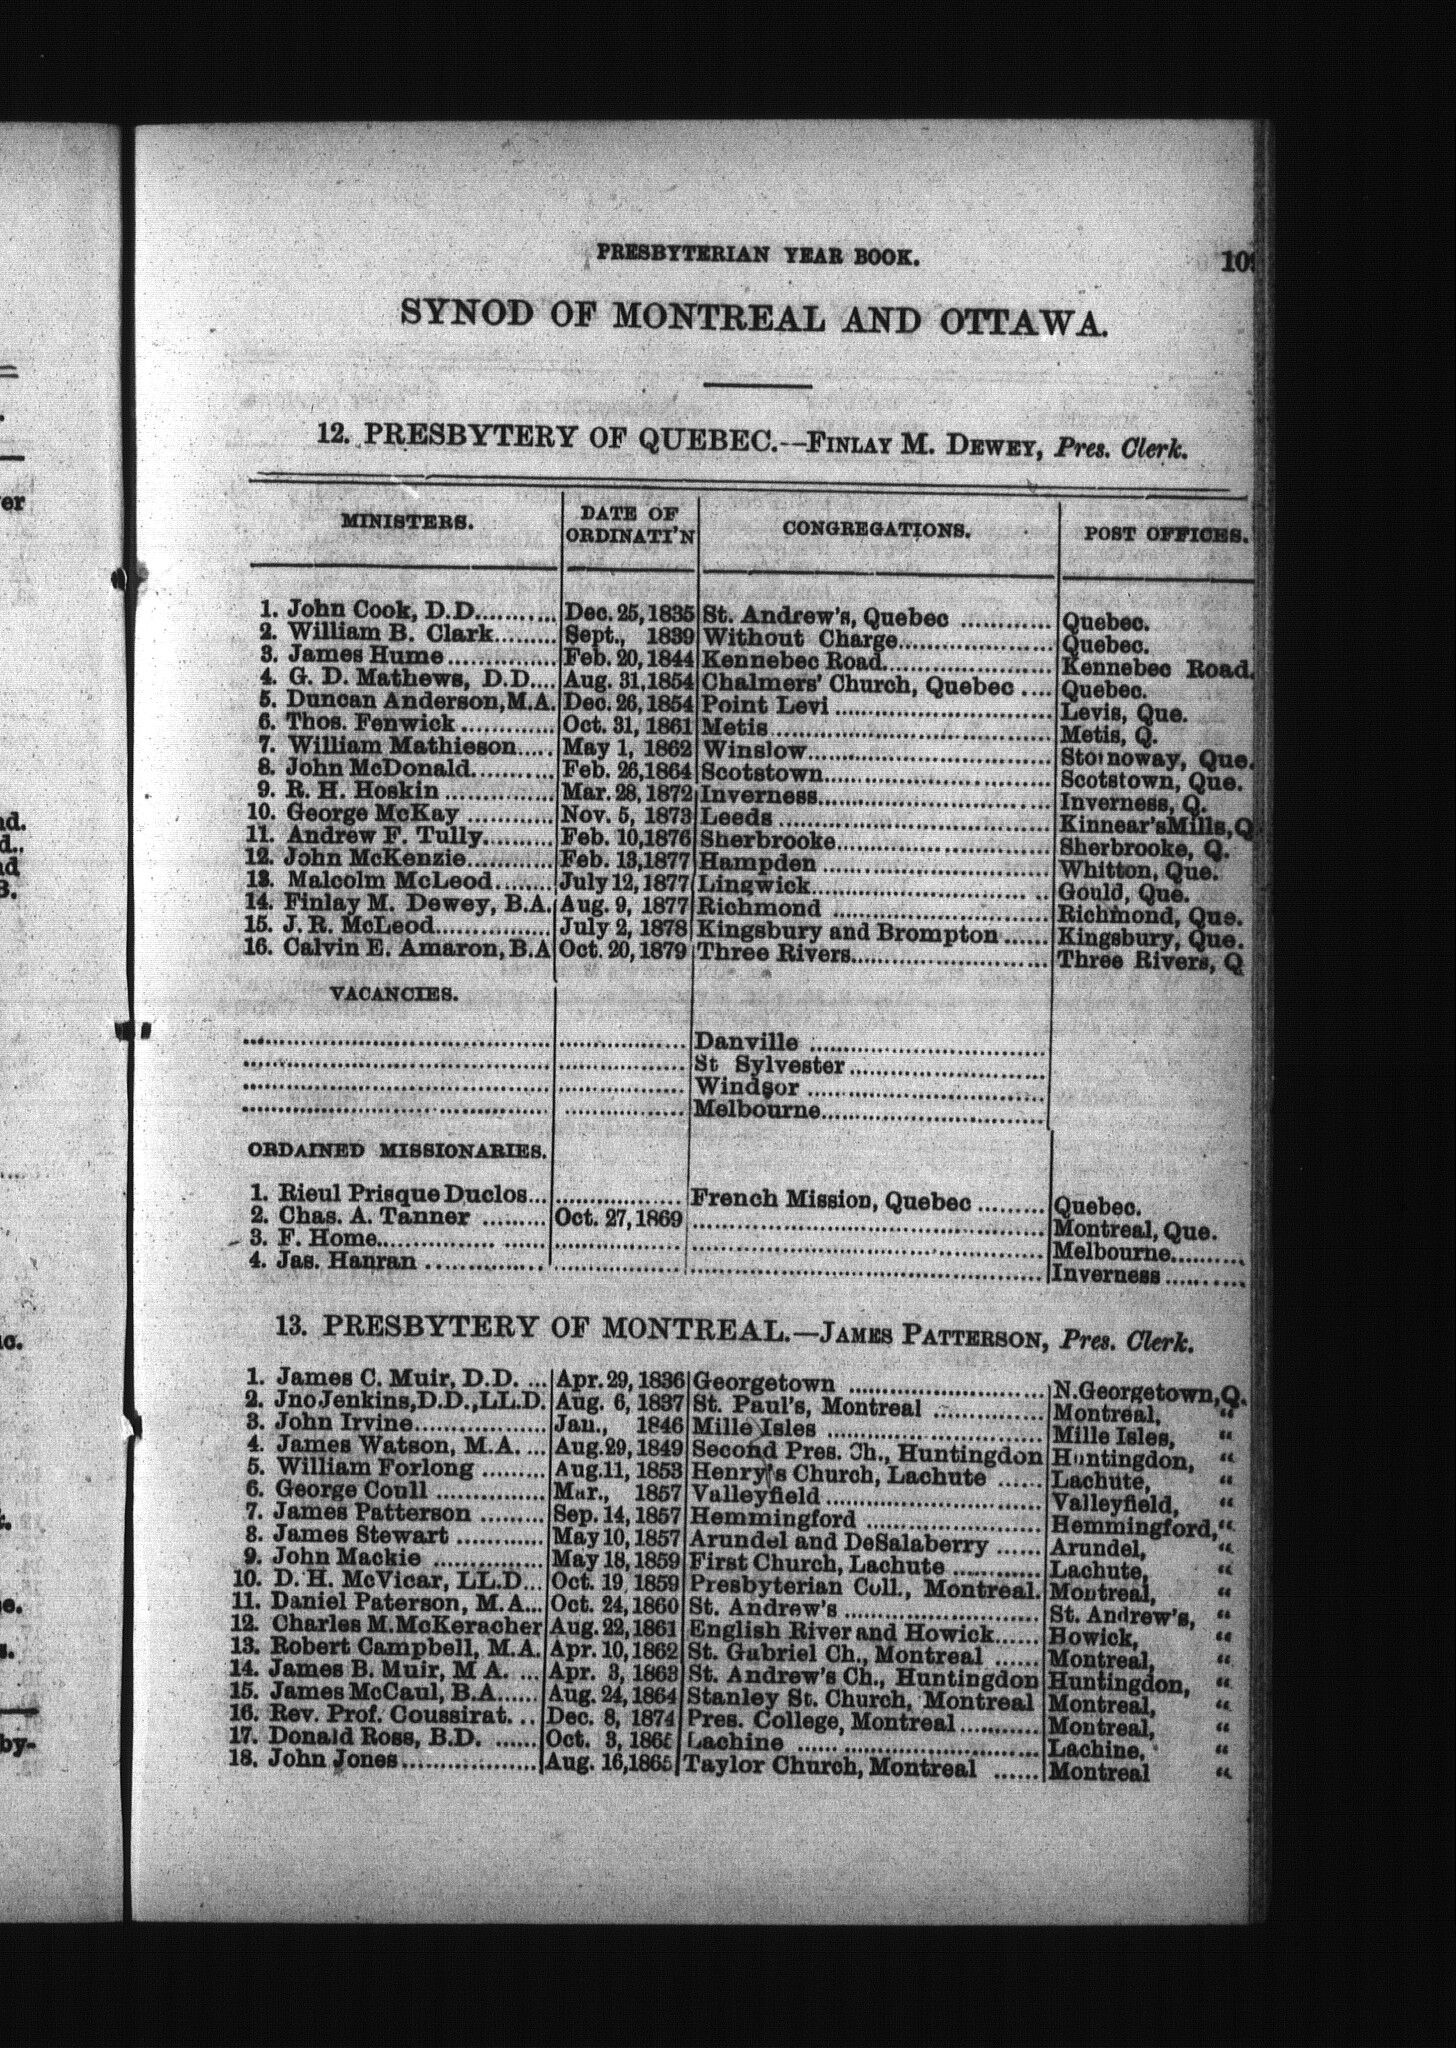 PRESBYTERIAN YEAR BOOK.
SYNOD OF MONTREAL AND OTTAWA.
12. PRESBYTERY OF QUEBEC.--FINLAY M. DEWEY, Pres. Clerk.
MINISTERS. DATE OF ORDINATI'N CONGREGATIONS. POST OFFICES.
1. John Cook, D.D.......... Dec. 25, 1835 St. Andrew's, Quebec ............ Quebec.
2. William B. Clark......... Sept., 1839 Without Charge.................... Quebec.
3. James Hume ............... Feb. 20, 1844 Kennebec Road....................... Kennebec Road.
4. G. D. Mathews, D.D.... Aug. 31, 1854 Chalmers' Church, Quebec .... Quebec.
5. Duncan Anderson, M.A. Dec. 26, 1854 Point Levi .............................. Levis, Que.
6. Thos. Fenwick ............ Oct. 31, 1861 Metis ..................................... Metis, Q.
7. William Mathieson..... May 1, 1862 Winslow................................ Stornoway, Que.
8. John McDonald........... Feb. 26, 1864 Scotstown.............................. Scotstown, Que.
9. R. H. Hoskin .............. Mar. 28, 1872 Inverness............................... Inverness, Q.
10. George McKay ........... Nov. 5, 1873 Leeds .................................... Kinnear's Mills, Q
11. Andrew F. Tully......... Feb. 10, 1876 Sherbrooke............................ Sherbrooke, Q.
12. John McKenzie........... Feb. 13, 1877 Hampden .............................. Whitton, Que.
13. Malcolm McLeod........ July 12, 1877 Lingwick............................... Gould, Que.
14. Finlay M. Dewey, B.A. Aug. 9, 1877 Richmond ............................. Richmond, Que.
15. J. R. McLeod............... July 2, 1878 Kingsbury and Brompton ...... Kingsbury, Que.
16. Calvin E. Amaron, B.A Oct. 20, 1879 Three Rivers......................... Three Rivers, Q
VACANCIES.
Danville ..............................
St Sylvester .........................
Windsor ..............................
Melbourne............................
ORDAINED MISSIONARIES.
1. Rieul Prisque Duclos... ................ French Mission, Quebec ......... Quebec.
2. Chas. A. Tanner ......... Oct. 27, 1869 ........................................... Montreal, Que.
3. F. Home...................... ................ ........................................... Melbourne..........
4. Jas. Hanran ................ ................ ........................................... Inverness ..........
13. PRESBYTERY OF MONTREAL.—JAMES PATTERSON, Pres. Clerk.
1. James C. Muir, D.D. ... Apr. 29, 1836 Georgetown ......................... N. Georgetown, Q.
2. Jno Jenkins, D.D., LL.D. Aug. 6, 1837 St. Paul's, Montreal ............. Montreal, "
3. John Irvine................. Jan., 1846 Mille Isles ............................ Mille Isles, "
4. James Watson, M.A. ... Aug. 29, 1849 Second Pres. Ch., Huntingdon Huntingdon, "
5. William Forlong ......... Aug. 11, 1853 Henry's Church, Lachute ...... Lachute, "
6. George Coull .............. Mar., 1857 Valleyfield ............................ Valleyfield, "
7. James Patterson ......... Sep. 14, 1857 Hemmingford ....................... Hemmingford, "
8. James Stewart ............ May 10, 1857 Arundel and DeSalaberry ...... Arundel, "
9. John Mackie .............. May 18, 1859 First Church, Lachute ............ Lachute, "
10. D. H. McVicar, LL.D... Oct. 19 1859 Presbyterian Coll., Montreal. Montreal, "
11. Daniel Paterson, M.A... Oct. 24, 1860 St. Andrew's ......................... St. Andrew's, "
12. Charles M. McKeracher Aug. 22, 1861 English River and Howick...... Howick, "
13. Robert Campbell, M.A. Apr. 10, 1862 St. Gabriel Ch., Montreal ...... Montreal, "
14. James B. Muir, M A. ... Apr. 3, 1863 St. Andrew's Ch., Huntingdon Huntingdon, "
15. James McCaul, B.A...... Aug. 24, 1864 Stanley St. Church, Montreal Montreal, "
16. Rev. Prof. Coussirat. .. Dec. 8, 1874 Pres. College, Montreal ........... Montreal, "
17. Donald Ross, B.D. ...... Oct. 3, 1865 Lachine ................................ Lachine, "
18. John Jones.................. Aug. 16, 1865 Taylor Church, Montreal ...... Montreal "